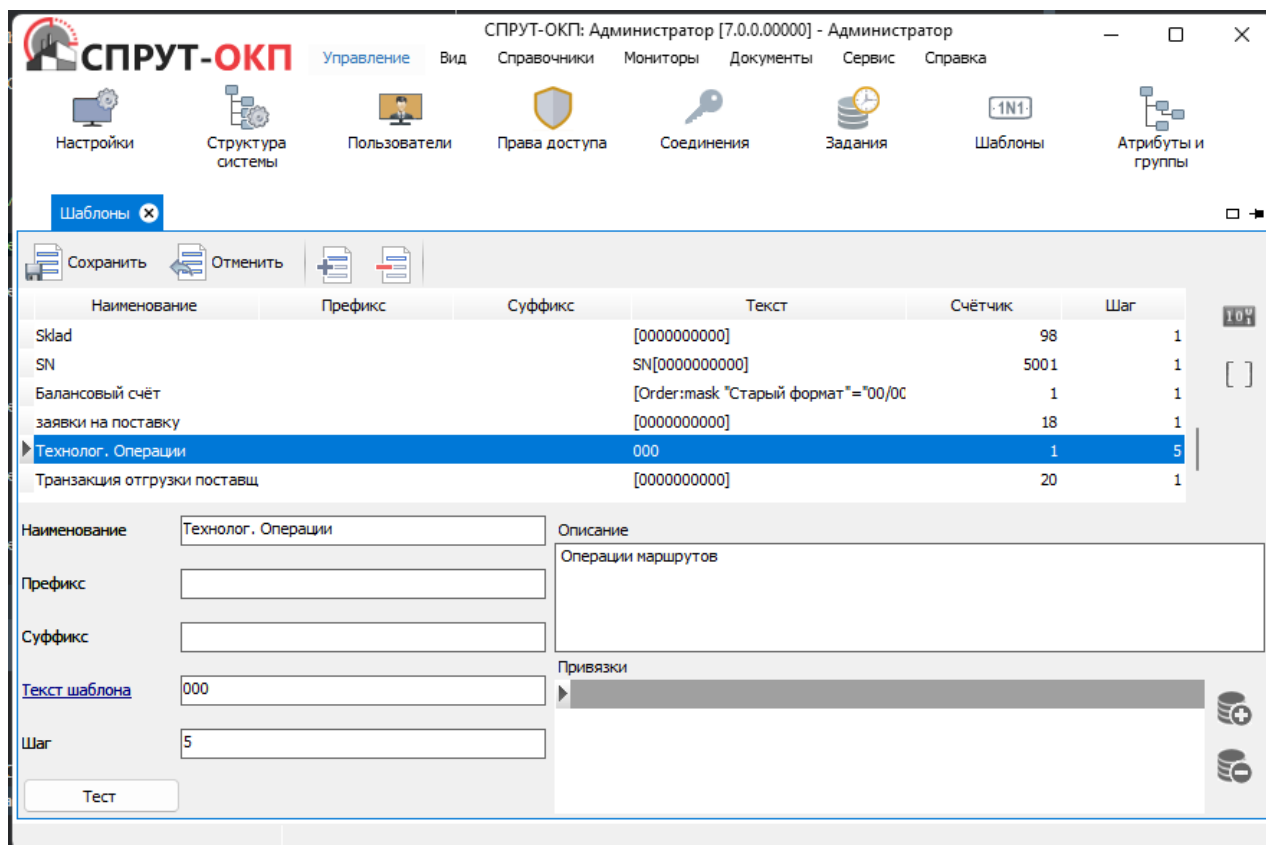 СПРУТ-ОКП: Администратор [7.0.0.00000] - Администратор
СПРУТ-ОКП
Управление Вид Справочники Мониторы Документы Сервис Справка
·1N1·
Настройки Структура системы Пользователи Права доступа Соединения Задания Шаблоны Атрибуты и группы
Шаблоны
Сохранить Отменить
Наименование Префикс Суффикс Текст Счётчик Шаг
Sklad [0000000000] 98 1
SN SN[0000000000] 5001 1
Балансовый счёт [Order:mask "Старый формат"="00/00 1 1
заявки на поставку [0000000000] 18 1
Технолог. Операции 000 1 5
Транзакция отгрузки поставщ [0000000000] 20 1
[ ]
Наименование Технолог. Операции
Описание
Операции маршрутов
Префикс
Суффикс
Привязки
Текст шаблона 000
Шаг 5
Тест